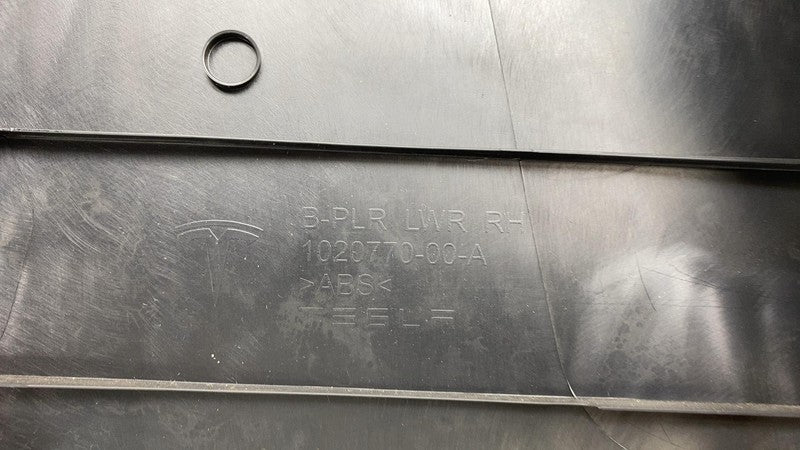 B-PLR LWR RH
1020770-00-A
>ABS<
TESLA